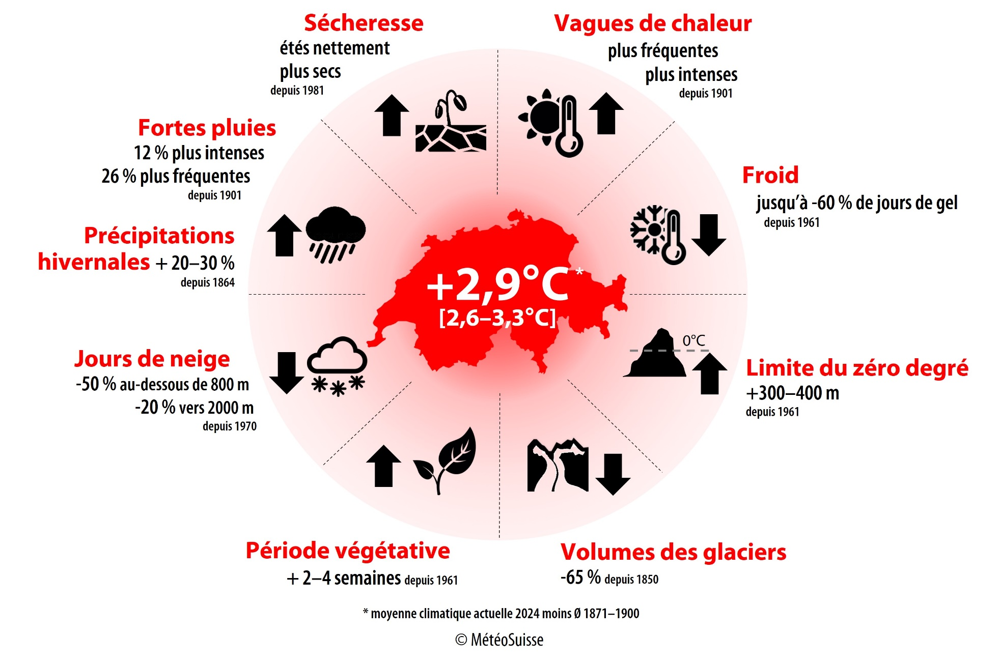 Sécheresse
étés nettement
plus secs
depuis 1981
Vagues de chaleur
plus fréquentes
plus intenses
depuis 1901
Fortes pluies
12 % plus intenses
26 % plus fréquentes
depuis 1901
Froid
jusqu’à -60 % de jours de gel
depuis 1961
Précipitations
hivernales + 20–30 %
depuis 1864
+2,9°C *
[2,6–3,3°C]
0°C
Jours de neige
-50 % au-dessous de 800 m
-20 % vers 2000 m
depuis 1970
Limite du zéro degré
+300–400 m
depuis 1961
Période végétative
+ 2–4 semaines depuis 1961
Volumes des glaciers
-65 % depuis 1850
* moyenne climatique actuelle 2024 moins Ø 1871–1900
© MétéoSuisse